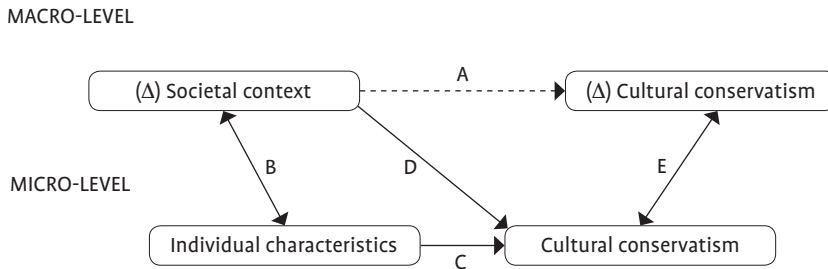 MACRO-LEVEL
A
(Δ) Societal context
(Δ) Cultural conservatism
B
D
E
MICRO-LEVEL
Individual characteristics
Cultural conservatism
C